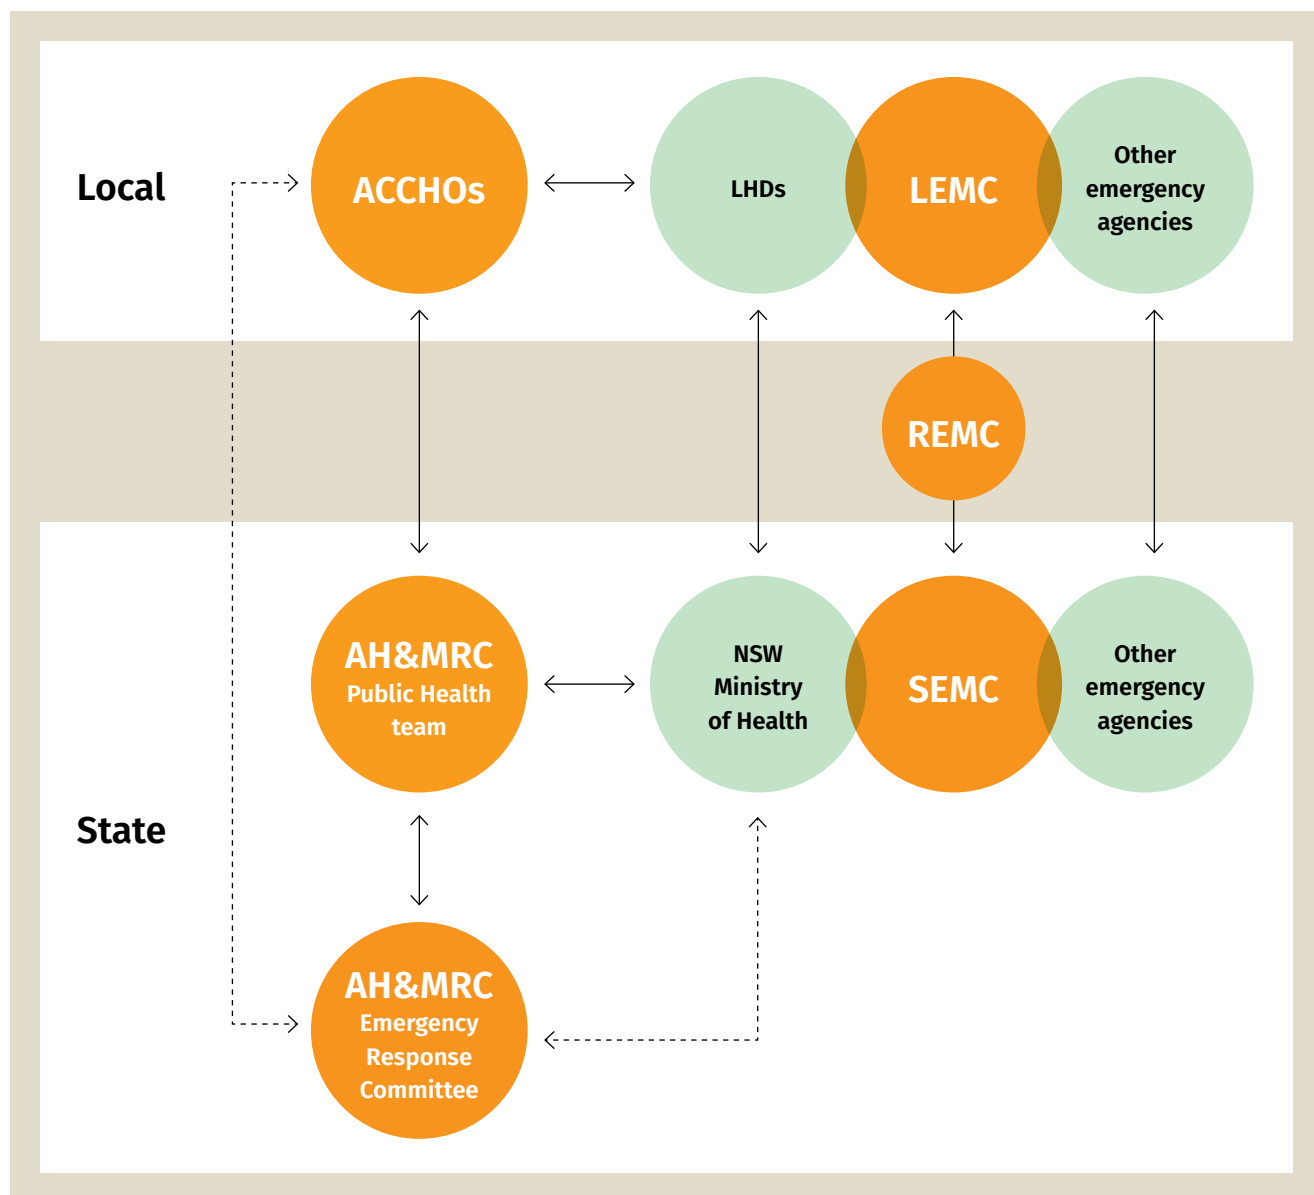 Local
ACCHOs
LHDs
LEMC
Other
emergency
agencies
REMC
State
AH&MRC
Public Health
team
NSW
Ministry
of Health
SEMC
Other
emergency
agencies
AH&MRC
Emergency
Response
Committee